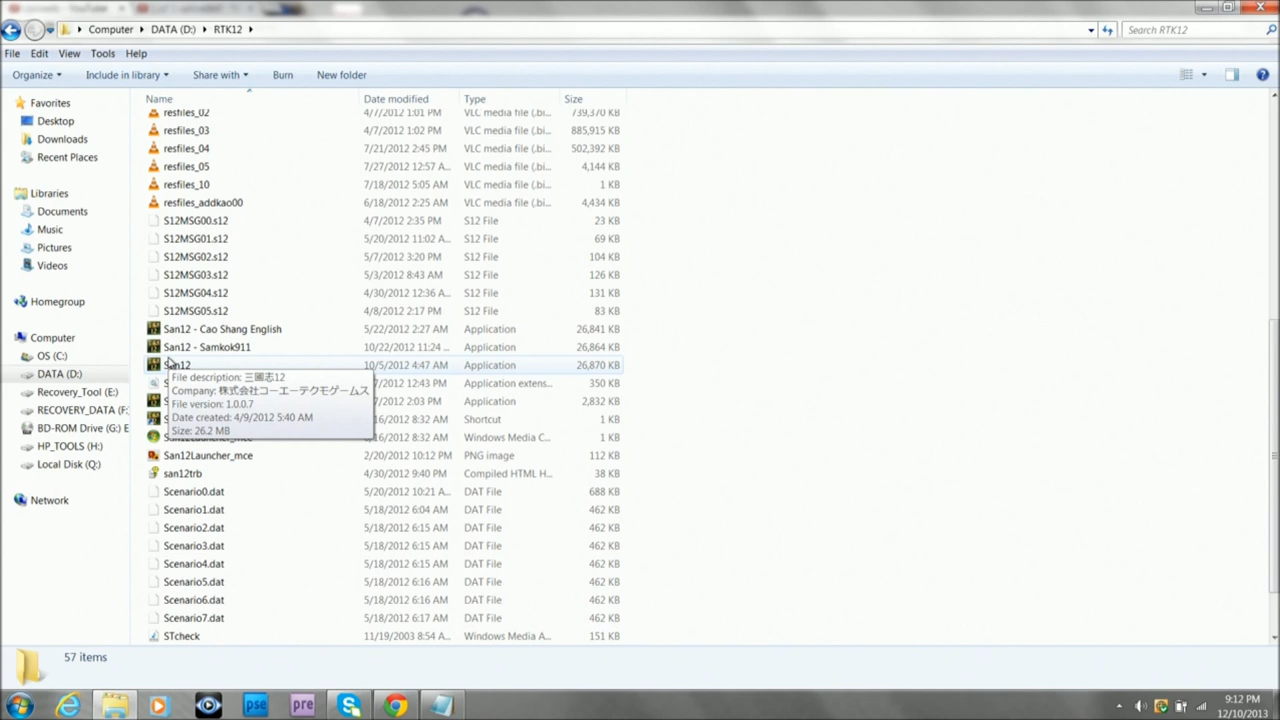 Computer ▸ DATA (D:) ▸ RTK12 ▸
Search RTK12
File Edit View Tools Help
Organize Include in library Share with Burn New folder
Name Date modified Type Size
Favorites
Desktop
Downloads
Recent Places
Libraries
Documents
Music
Pictures
Videos
Homegroup
Computer
OS (C:)
DATA (D:)
Recovery_Tool (E:)
RECOVERY_DATA (F:
BD-ROM Drive (G:) E
HP_TOOLS (H:)
Local Disk (Q:)
Network
resfiles_02 4/7/2012 1:01 PM VLC media file (.bi... 739,370 KB
resfiles_03 4/7/2012 1:02 PM VLC media file (.bi... 885,915 KB
resfiles_04 7/21/2012 2:45 PM VLC media file (.bi... 502,392 KB
resfiles_05 7/27/2012 12:57 A... VLC media file (.bi... 4,144 KB
resfiles_10 7/18/2012 5:05 AM VLC media file (.bi... 1 KB
resfiles_addkao00 6/18/2012 2:25 AM VLC media file (.bi... 4,434 KB
S12MSG00.s12 4/7/2012 2:35 PM S12 File 23 KB
S12MSG01.s12 5/20/2012 11:02 A... S12 File 69 KB
S12MSG02.s12 5/7/2012 3:20 PM S12 File 104 KB
S12MSG03.s12 5/3/2012 8:43 AM S12 File 126 KB
S12MSG04.s12 4/30/2012 12:36 A... S12 File 131 KB
S12MSG05.s12 4/8/2012 2:17 PM S12 File 83 KB
San12 - Cao Shang English 5/22/2012 2:27 AM Application 26,841 KB
San12 - Samkok911 10/22/2012 11:24 ... Application 26,864 KB
San12 10/5/2012 4:47 AM Application 26,870 KB
S 12:43 PM Application extens... 350 KB
S 2:03 PM Application 2,832 KB
8:32 AM Shortcut 1 KB
San12Launcher_mce 8:32 AM Windows Media C... 1 KB
File description: 三國志12
Company: 株式会社コーエーテクモゲームス
File version: 1.0.0.7
Date created: 4/9/2012 5:40 AM
Size: 26.2 MB
San12Launcher_mce 2/20/2012 10:12 PM PNG image 112 KB
san12trb 4/30/2012 9:40 PM Compiled HTML H... 38 KB
Scenario0.dat 5/20/2012 10:21 A... DAT File 688 KB
Scenario1.dat 5/18/2012 6:04 AM DAT File 462 KB
Scenario2.dat 5/18/2012 6:15 AM DAT File 462 KB
Scenario3.dat 5/18/2012 6:15 AM DAT File 462 KB
Scenario4.dat 5/18/2012 6:15 AM DAT File 462 KB
Scenario5.dat 5/18/2012 6:16 AM DAT File 462 KB
Scenario6.dat 5/18/2012 6:16 AM DAT File 462 KB
Scenario7.dat 5/18/2012 6:17 AM DAT File 462 KB
STcheck 11/19/2003 8:54 A... Windows Media A... 151 KB
57 items
pse pre
9:12 PM
12/10/2013